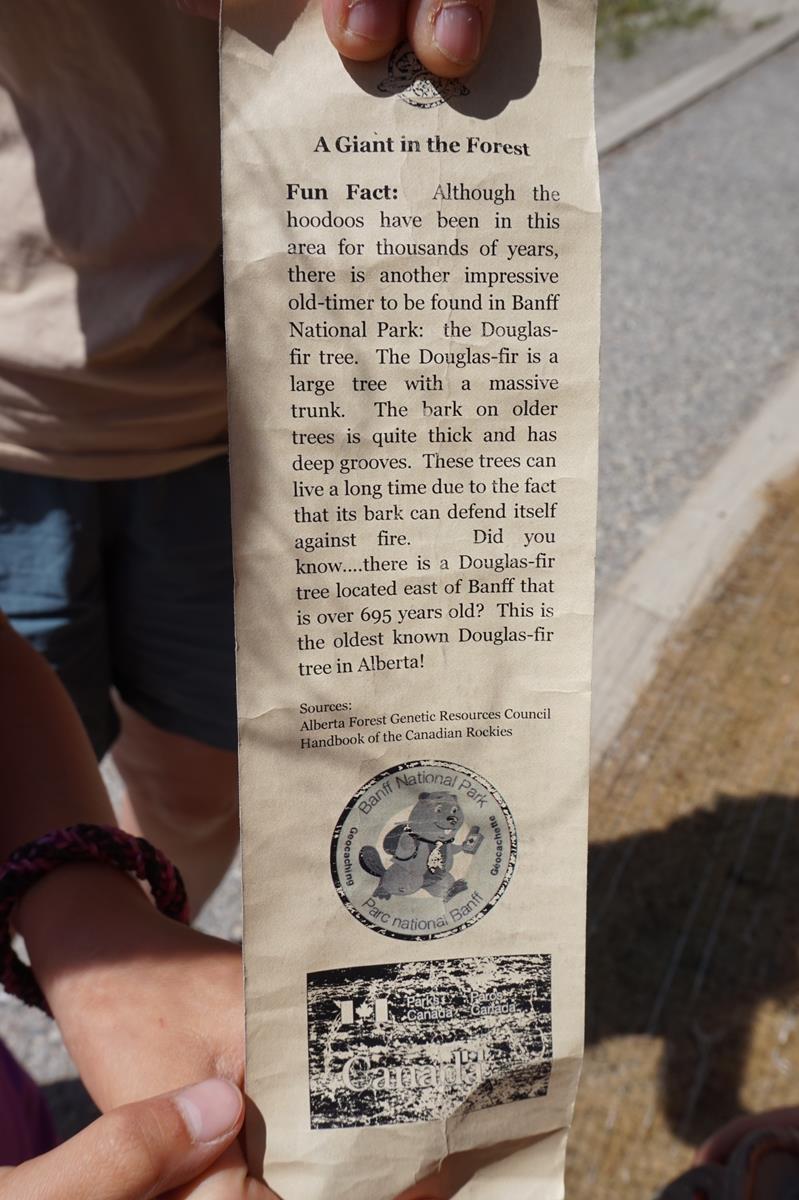 A Giant in the Forest
Fun Fact: Although the
hoodoos have been in this
area for thousands of years,
there is another impressive
old-timer to be found in Banff
National Park: the Douglas-
fir tree. The Douglas-fir is a
large tree with a massive
trunk. The bark on older
trees is quite thick and has
deep grooves. These trees can
live a long time due to the fact
that its bark can defend itself
against fire. Did you
know....there is a Douglas-fir
tree located east of Banff that
is over 695 years old? This is
the oldest known Douglas-fir
tree in Alberta!
Sources:
Alberta Forest Genetic Resources Council
Handbook of the Canadian Rockies
Banff National Park
Geocaching
Géocachette
Parc national Banff
Parks Parcs
Canada Canada
Canada